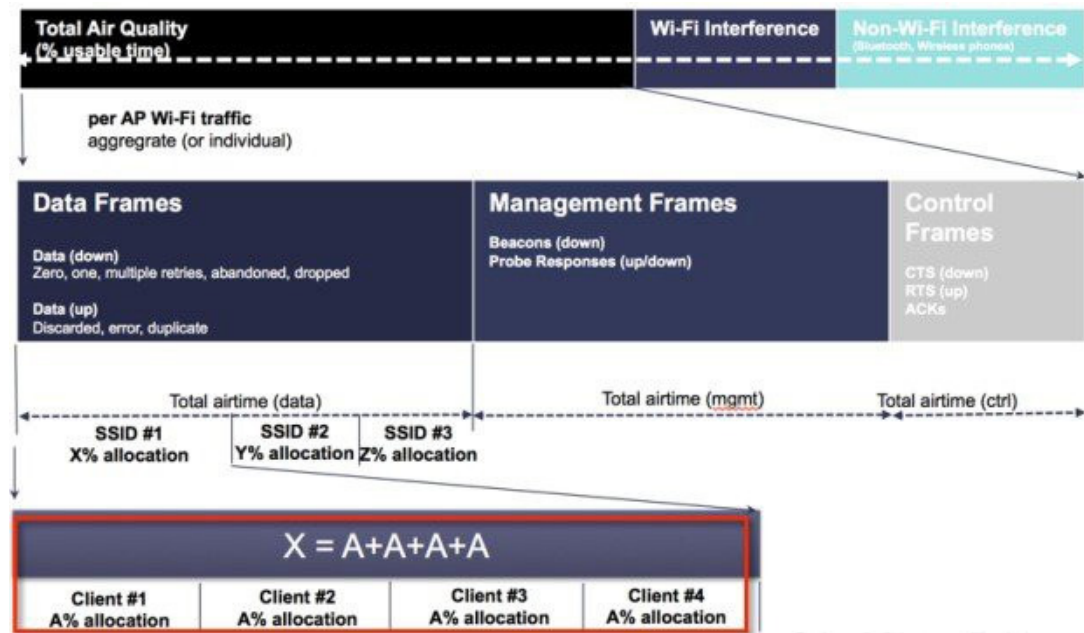 Total Air Quality
(% usable time)
Wi-Fi Interference
Non-Wi-Fi Interference
(Bluetooth, Wireless phones)
per AP Wi-Fi traffic
aggregrate (or individual)
Data Frames
Data (down)
Zero, one, multiple retries, abandoned, dropped
Data (up)
Discarded, error, duplicate
Management Frames
Beacons (down)
Probe Responses (up/down)
Control
Frames
CTS (down)
RTS (up)
ACKs
Total airtime (data)
Total airtime (mgmt)
Total airtime (ctrl)
SSID #1
X% allocation
SSID #2
Y% allocation
SSID #3
Z% allocation
X = A+A+A+A
Client #1
A% allocation
Client #2
A% allocation
Client #3
A% allocation
Client #4
A% allocation